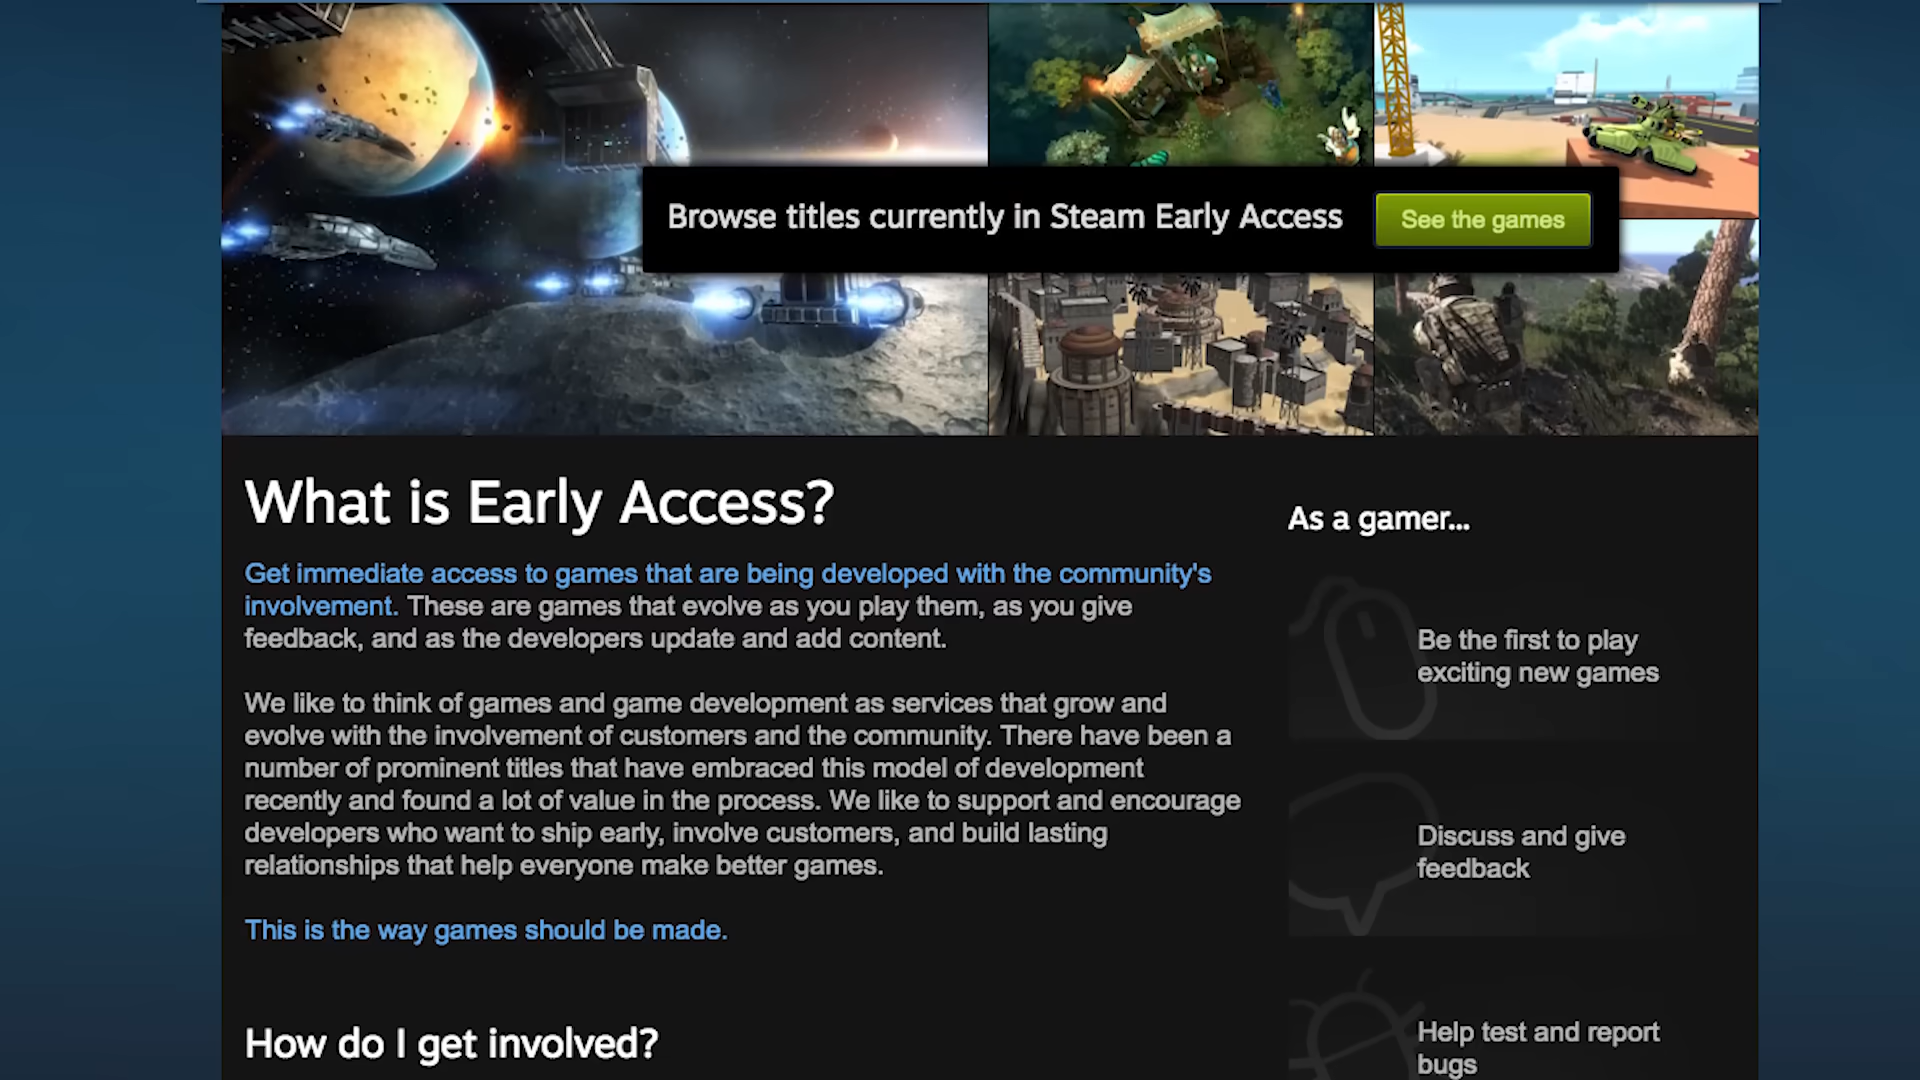 Browse titles currently in Steam Early Access
See the games
What is Early Access?
Get immediate access to games that are being developed with the community's
involvement. These are games that evolve as you play them, as you give
feedback, and as the developers update and add content.
We like to think of games and game development as services that grow and
evolve with the involvement of customers and the community. There have been a
number of prominent titles that have embraced this model of development
recently and found a lot of value in the process. We like to support and encourage
developers who want to ship early, involve customers, and build lasting
relationships that help everyone make better games.
This is the way games should be made.
How do I get involved?
As a gamer...
Be the first to play
exciting new games
Discuss and give
feedback
Help test and report
bugs